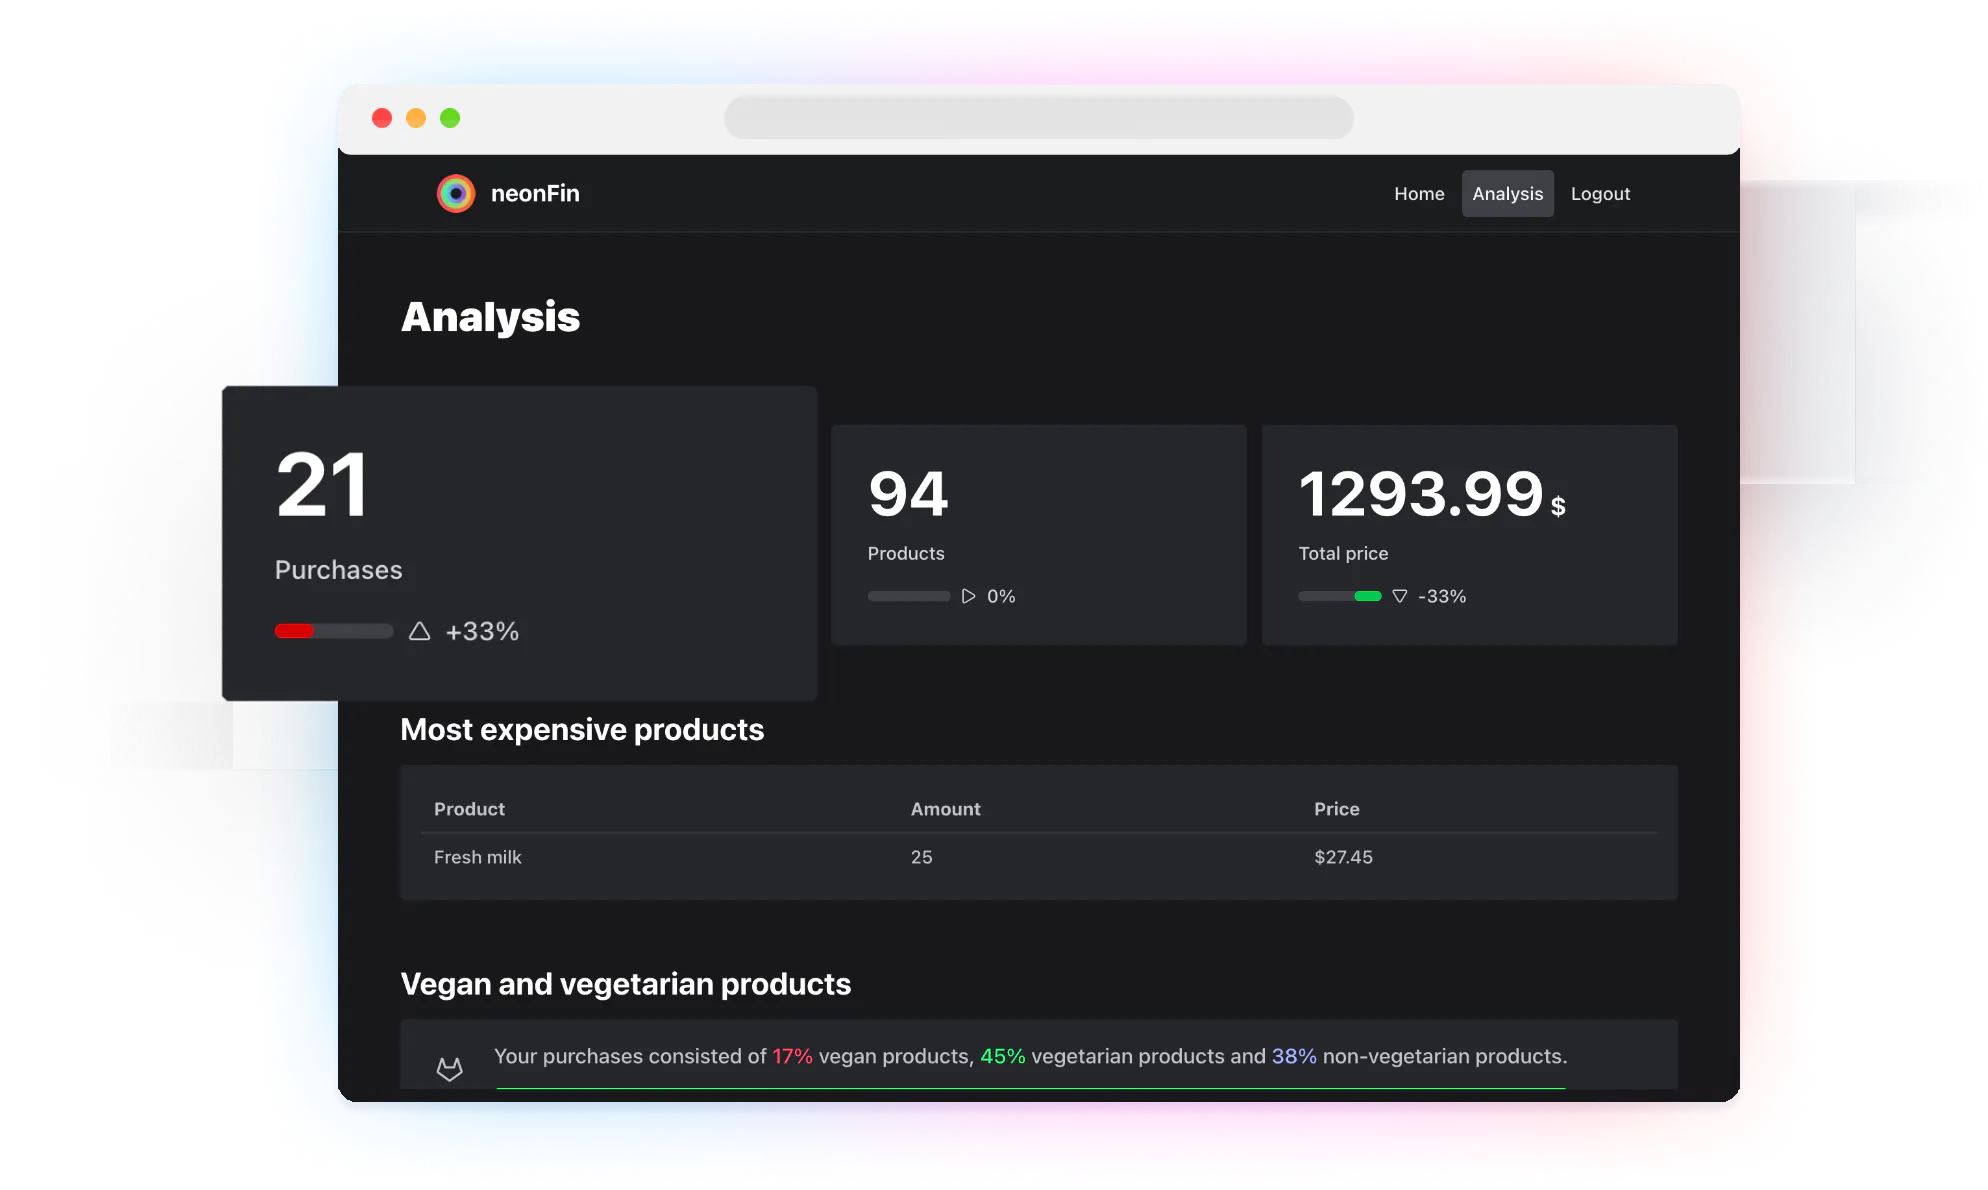 neonFin
Home Analysis Logout
Analysis
21
Purchases
+33%
94
Products
0%
1293.99 $
Total price
-33%
Most expensive products
Product Amount Price
Fresh milk 25 $27.45
Vegan and vegetarian products
Your purchases consisted of 17% vegan products, 45% vegetarian products and 38% non-vegetarian products.